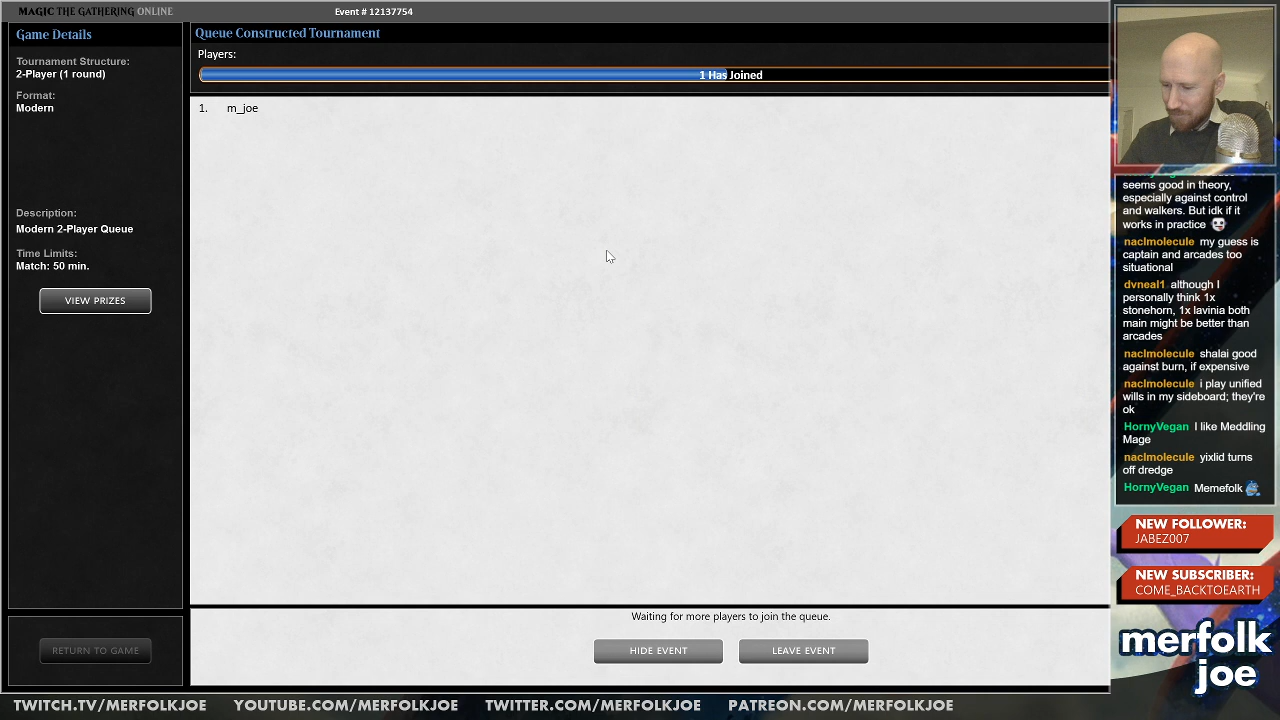 MAGIC THE GATHERING ONLINE
Event # 12137754
Game Details
Tournament Structure:
2-Player (1 round)
Format:
Modern
Description:
Modern 2-Player Queue
Time Limits:
Match: 50 min.
VIEW PRIZES
RETURN TO GAME
Queue Constructed Tournament
Players:
1 Has Joined
1. m_joe
Waiting for more players to join the queue.
HIDE EVENT
LEAVE EVENT
seems good in theory,
especially against control
and walkers. But idk if it
works in practice
naclmolecule my guess is
captain and arcades too
situational
dvneal1 although I
personally think 1x
stonehorn, 1x lavinia both
main might be better than
arcades
naclmolecule shalai good
against burn, if expensive
naclmolecule i play unified
wills in my sideboard; they're
ok
HornyVegan I like Meddling
Mage
naclmolecule yixlid turns
off dredge
HornyVegan Memefolk
NEW FOLLOWER:
JABEZ007
NEW SUBSCRIBER:
COME_BACKTOEARTH
merfolk
joe
TWITCH.TV/MERFOLKJOE YOUTUBE.COM/MERFOLKJOE TWITTER.COM/MERFOLKJOE PATREON.COM/MERFOLKJOE